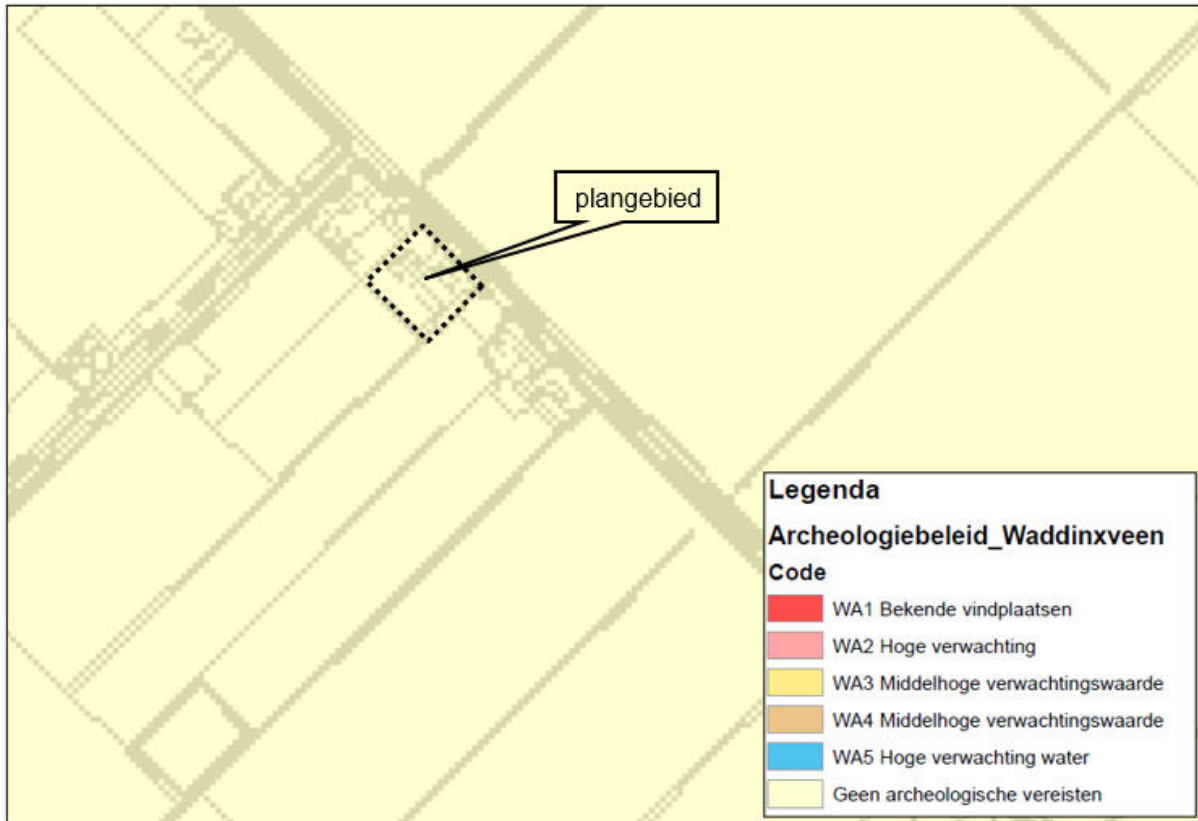 plangebied
Legenda
Archeologiebeleid_Waddinxveen
Code
WA1 Bekende vindplaatsen
WA2 Hoge verwachting
WA3 Middelhoge verwachtingswaarde
WA4 Middelhoge verwachtingswaarde
WA5 Hoge verwachting water
Geen archeologische vereisten